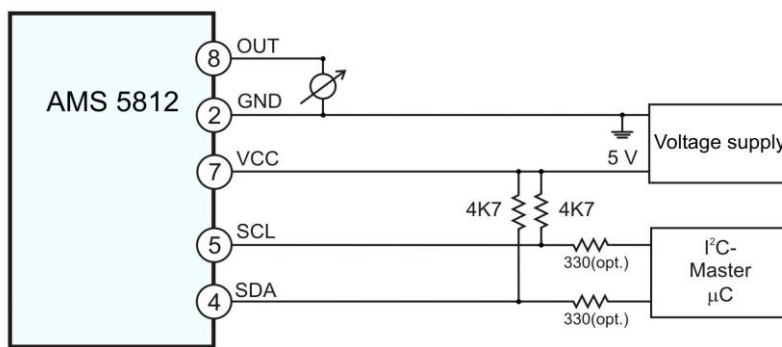 AMS 5812
8 OUT
2 GND
7 VCC
5 SCL
4 SDA
5 V
Voltage supply
4K7
4K7
330(opt.)
330(opt.)
I²C-
Master
µC